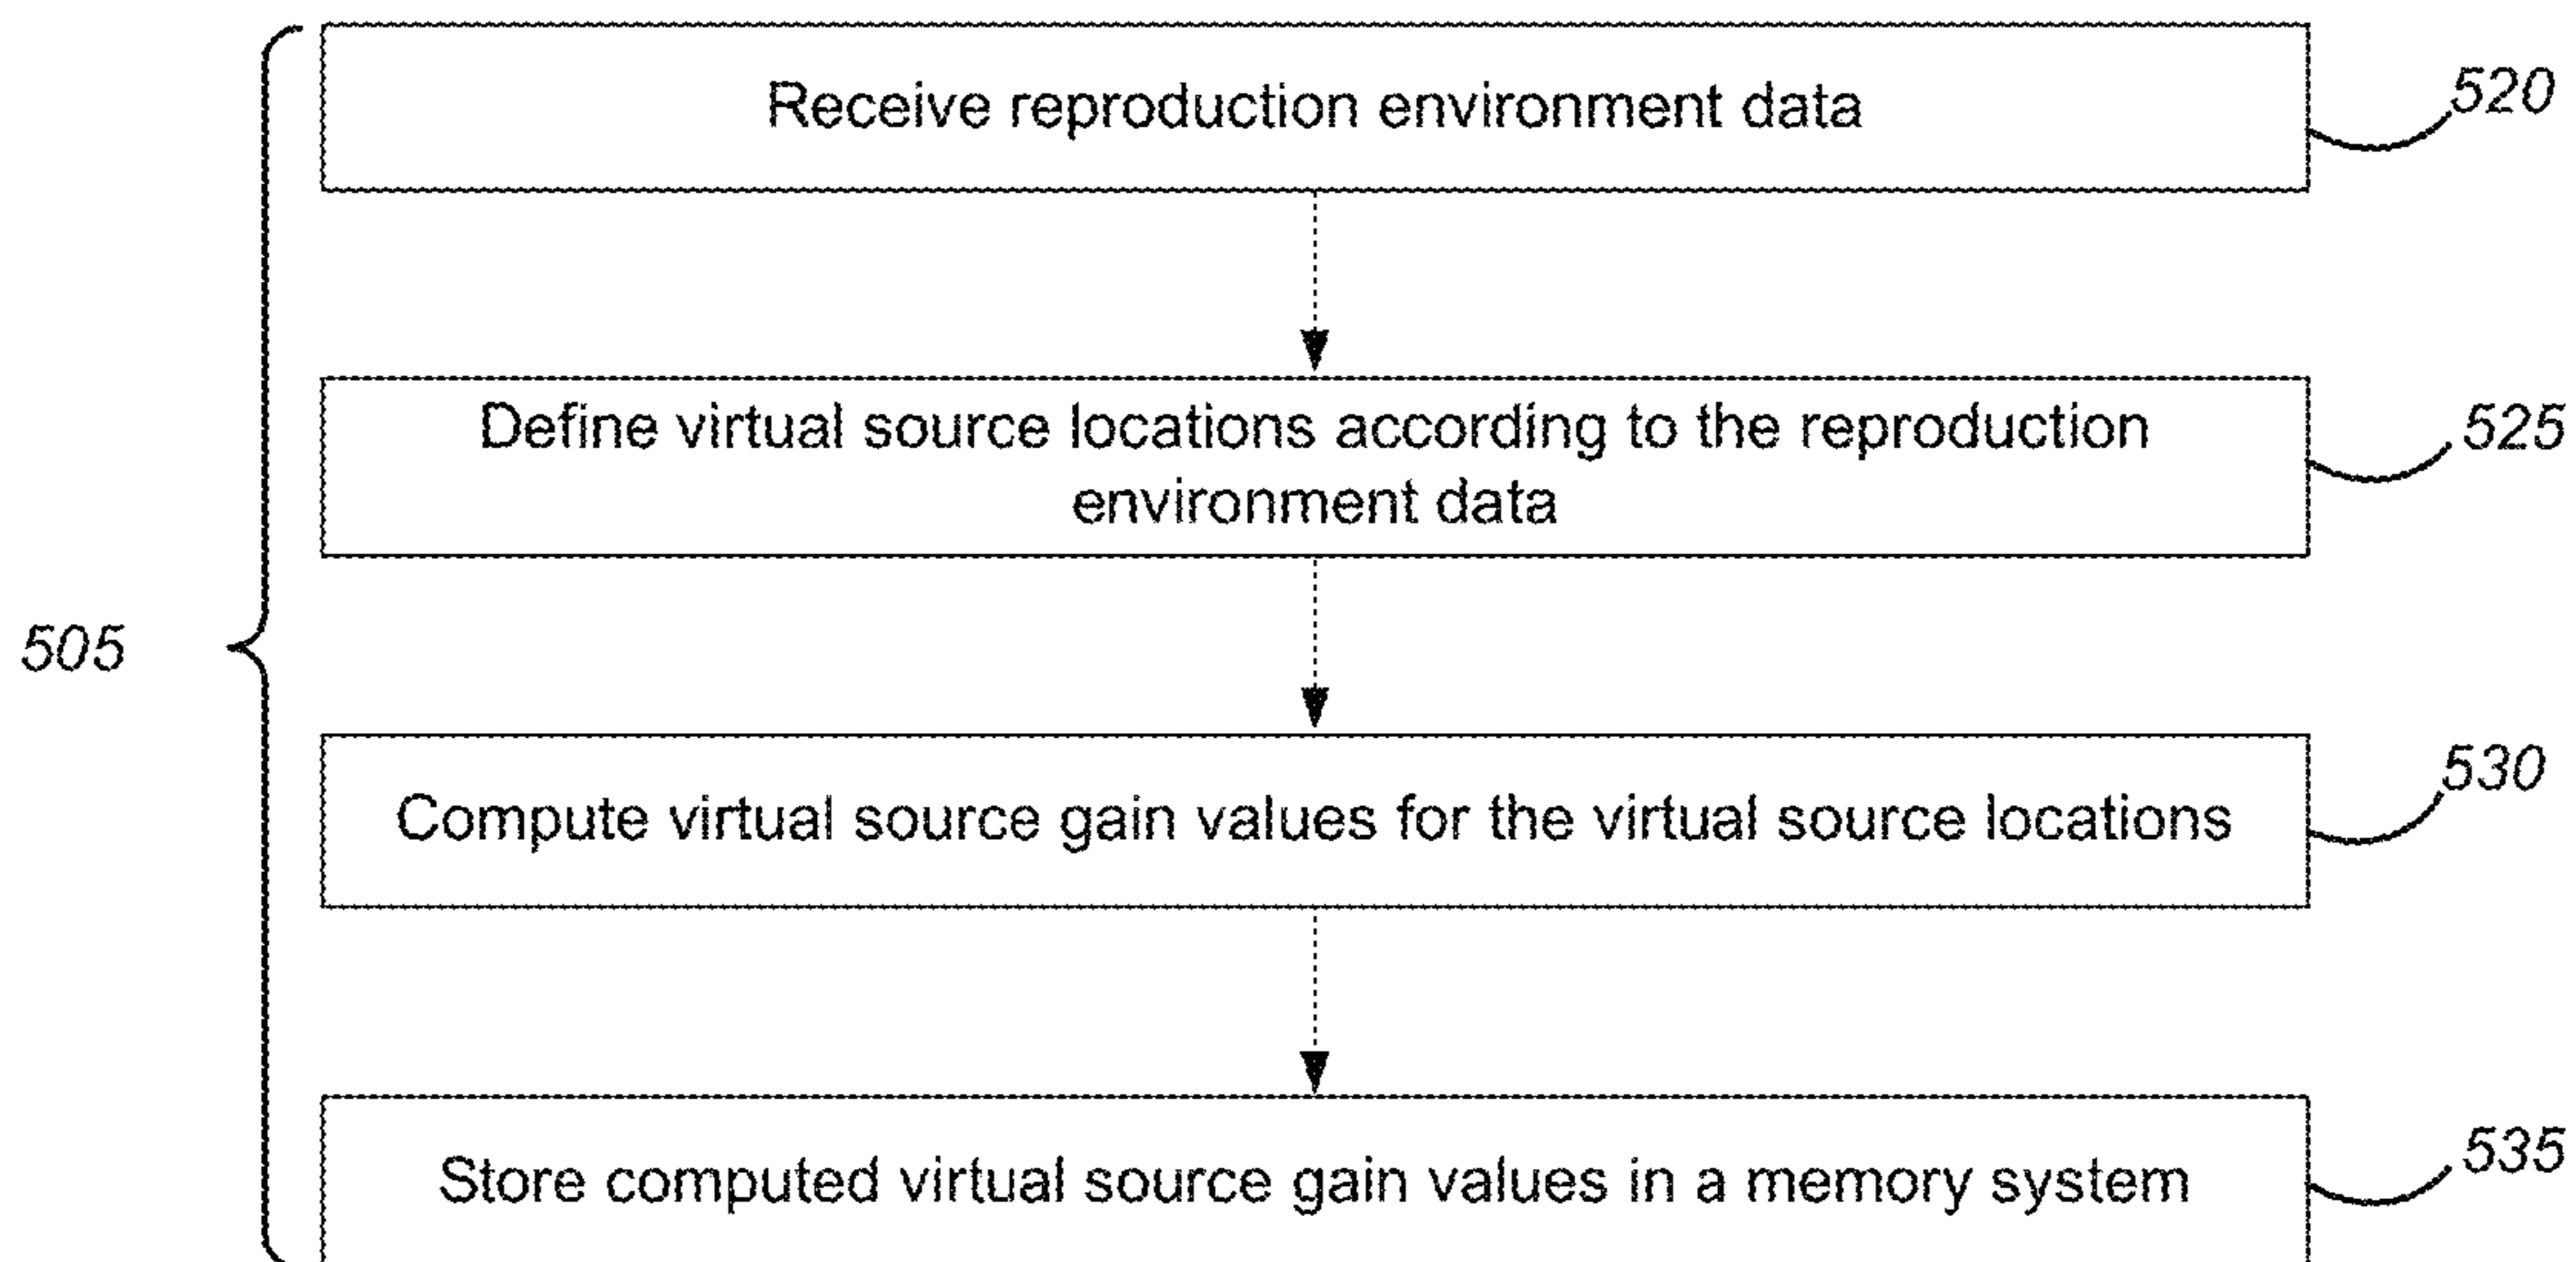 Receive reproduction environment data
520
Define virtual source locations according to the reproduction
environment data
525
505
Compute virtual source gain values for the virtual source locations
530
Store computed virtual source gain values in a memory system
535